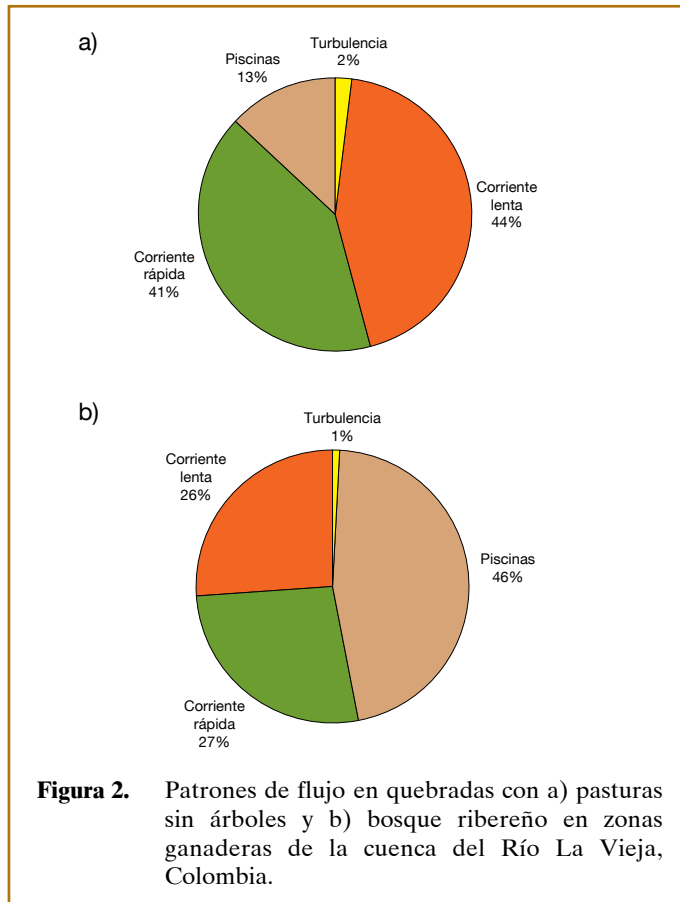 a)
Turbulencia
2%
Piscinas
13%
Corriente
lenta
44%
Corriente
rápida
41%
b)
Turbulencia
1%
Corriente
lenta
26%
Piscinas
46%
Corriente
rápida
27%
Figura 2. Patrones de flujo en quebradas con a) pasturas
sin árboles y b) bosque ribereño en zonas
ganaderas de la cuenca del Río La Vieja,
Colombia.